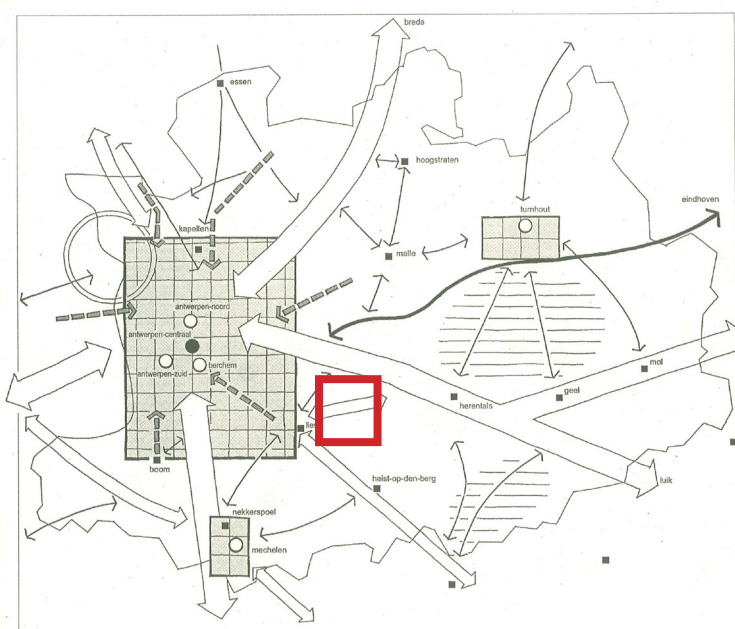 breda
essen
hoogstraten
eindhoven
turnhout
kapellen
malle
antwerpen-noord
antwerpen-centraal
berchem
antwerpen-zuid
mol
geel
herentals
boom
heist-op-den-berg
luik
nekkerspoel
mechelen